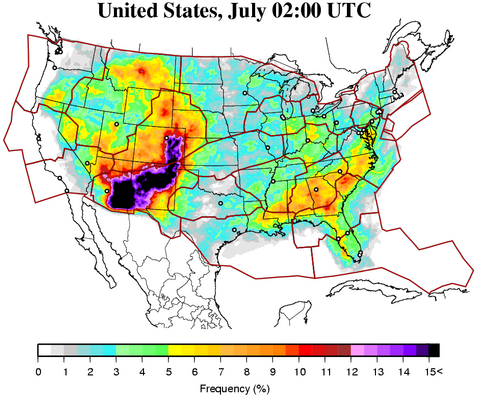 United States, July 02:00 UTC
0 1 2 3 4 5 6 7 8 9 10 11 12 13 14 15<
Frequency (%)